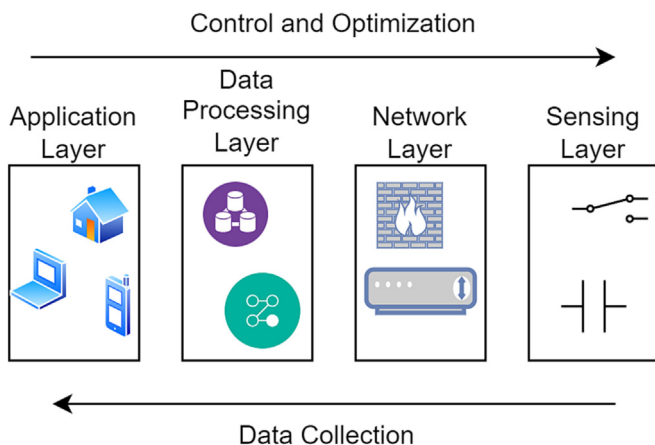 Control and Optimization
Application
Layer
Data
Processing
Layer
Network
Layer
Sensing
Layer
Data Collection